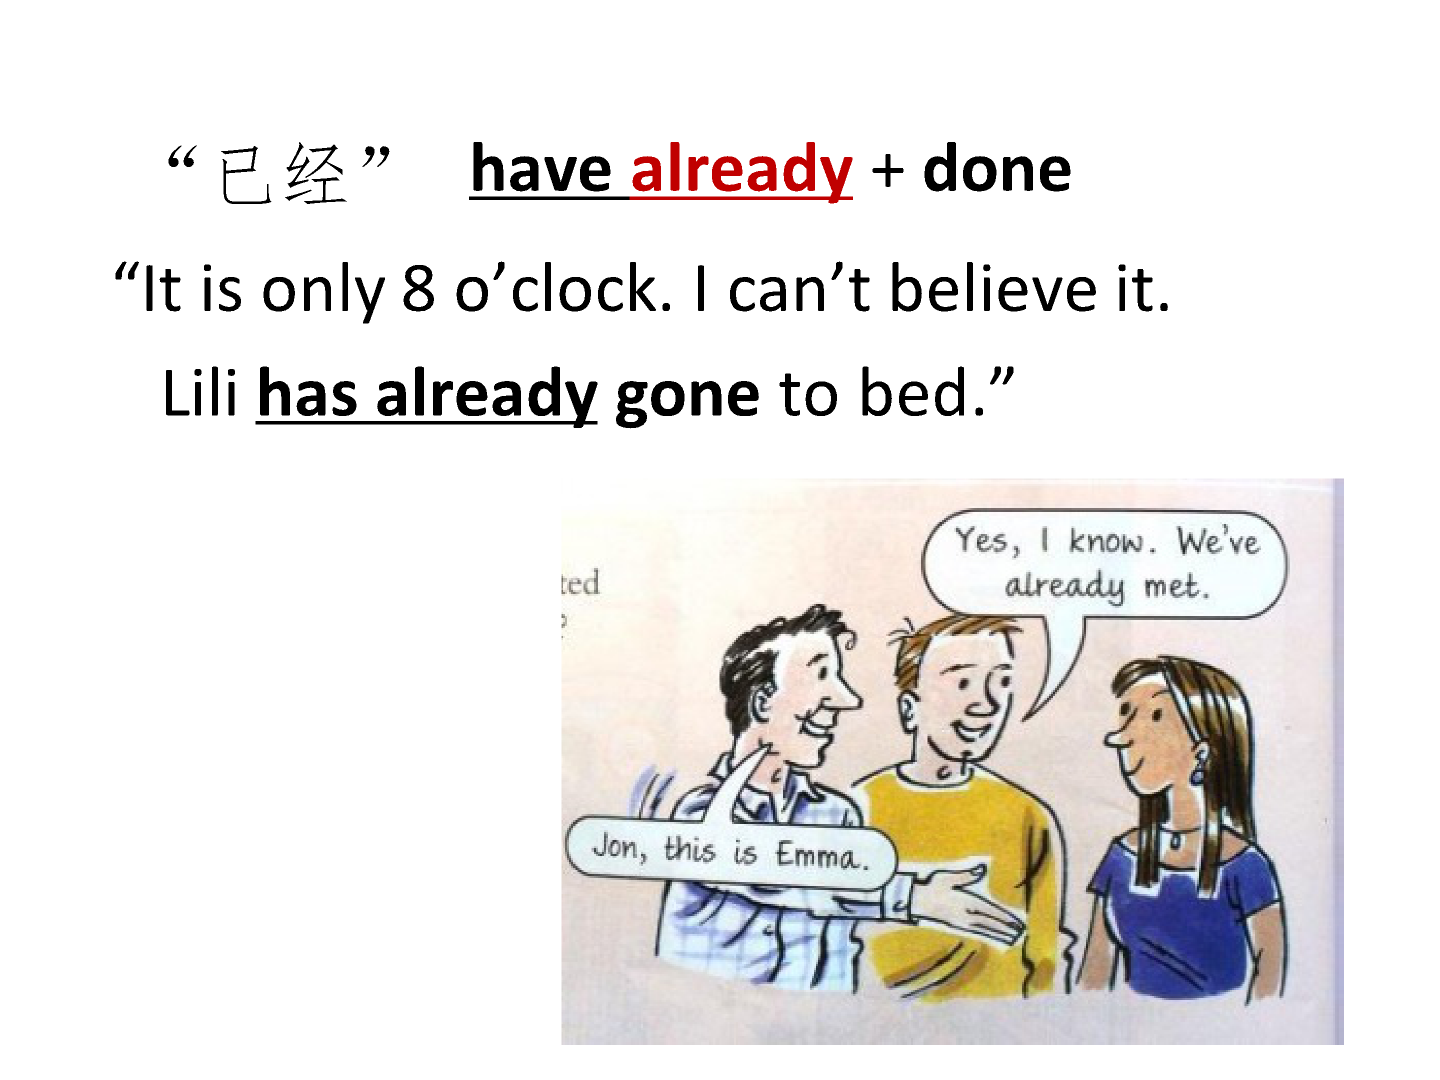 “已经” have already + done
“It is only 8 o’clock. I can’t believe it.
Lili has already gone to bed.”
Yes, I know. We’ve
already met.
ted
Jon, this is Emma.